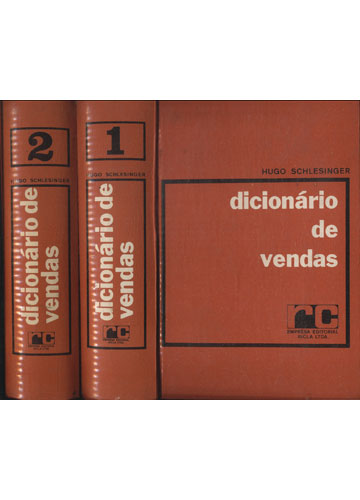 2
HUGO SCHLESINGER
dicionário de
vendas
1
HUGO SCHLESINGER
dicionário de
vendas
HUGO SCHLESINGER
dicionário
de
vendas
EMPRESA EDITORIAL
RICLA LTDA.